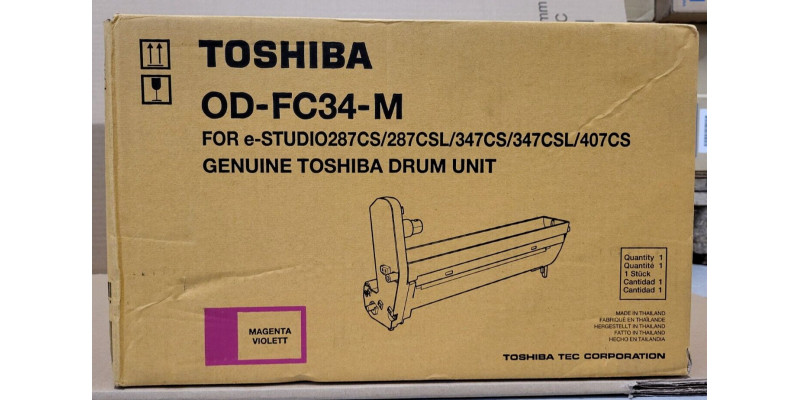 TOSHIBA
OD-FC34-M
FOR e-STUDIO287CS/287CSL/347CS/347CSL/407CS
GENUINE TOSHIBA DRUM UNIT
Quantity 1
Quantité 1
1 Stück
Cantidad 1
Cantidad 1
MAGENTA
VIOLETT
MADE IN THAILAND
FABRIQUÉ EN THAÏLANDE
HERGESTELLT IN THAILAND
FATTO IN THAILANDIA
HECHO EN TAILANDIA
TOSHIBA TEC CORPORATION